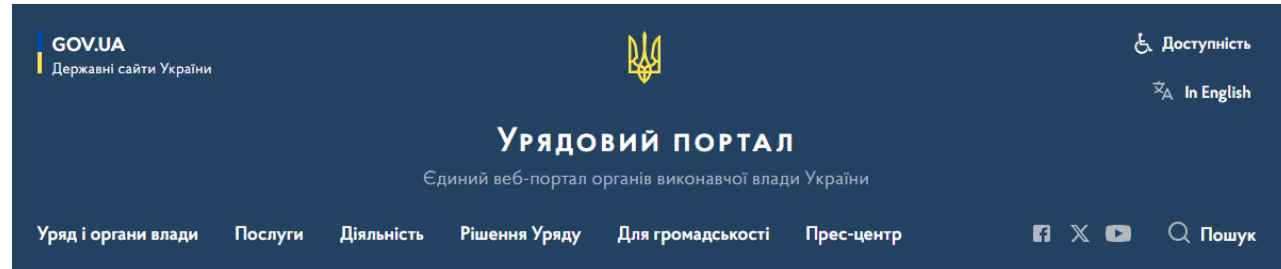 GOV.UA
Державні сайти України
Доступність
In English
Урядовий портал
Єдиний веб-портал органів виконавчої влади України
Уряд і органи влади Послуги Діяльність Рішення Уряду Для громадськості Прес-центр Пошук